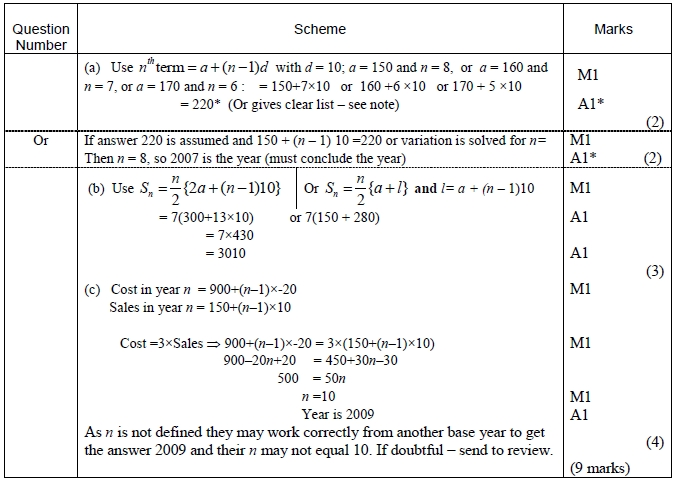 Question Number Scheme Marks
(a) Use nth term = a + (n − 1)d with d = 10; a = 150 and n = 8, or a = 160 and
n = 7, or a = 170 and n = 6 : = 150+7×10 or 160 +6 ×10 or 170 + 5 ×10 M1
= 220* (Or gives clear list – see note) A1*
(2)
Or If answer 220 is assumed and 150 + (n – 1) 10 =220 or variation is solved for n= M1
Then n = 8, so 2007 is the year (must conclude the year) A1* (2)
(b) Use Sn = n/2 {2a + (n − 1)10} Or Sn = n/2 {a + l} and l= a + (n – 1)10 M1
= 7(300+13×10) or 7(150 + 280) A1
= 7×430
= 3010 A1
(3)
(c) Cost in year n = 900+(n–1)×-20 M1
Sales in year n = 150+(n–1)×10
Cost =3×Sales ⇒ 900+(n–1)×-20 = 3×(150+(n–1)×10) M1
900–20n+20 = 450+30n–30
500 = 50n
n =10 M1
Year is 2009 A1
As n is not defined they may work correctly from another base year to get
the answer 2009 and their n may not equal 10. If doubtful – send to review. (4)
(9 marks)